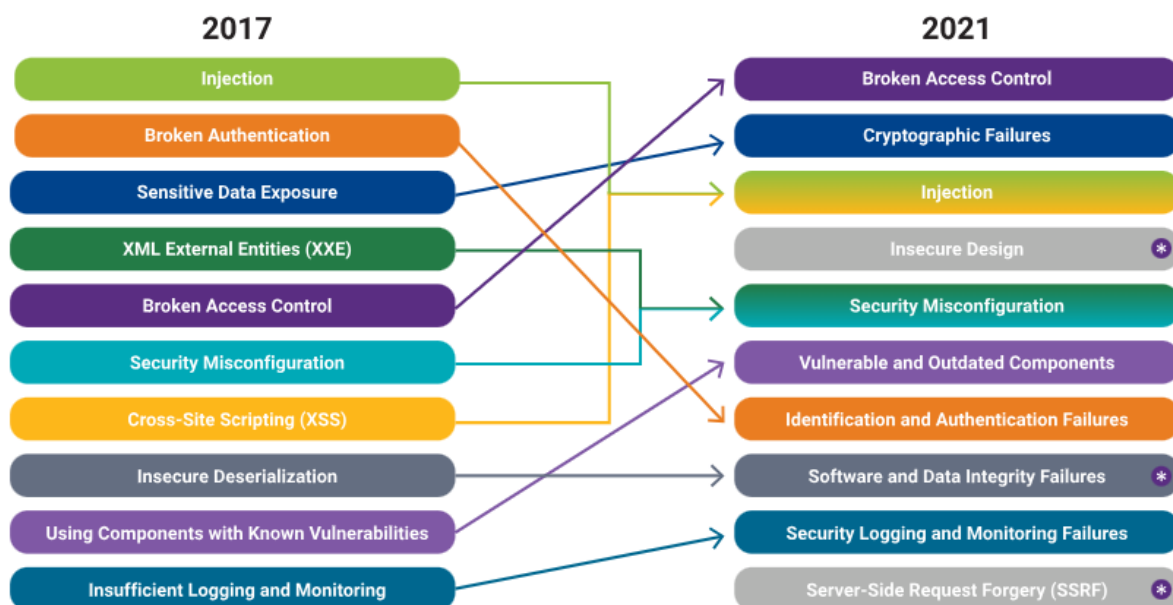 2017
Injection
Broken Authentication
Sensitive Data Exposure
XML External Entities (XXE)
Broken Access Control
Security Misconfiguration
Cross-Site Scripting (XSS)
Insecure Deserialization
Using Components with Known Vulnerabilities
Insufficient Logging and Monitoring
2021
Broken Access Control
Cryptographic Failures
Injection
Insecure Design *
Security Misconfiguration
Vulnerable and Outdated Components
Identification and Authentication Failures
Software and Data Integrity Failures *
Security Logging and Monitoring Failures
Server-Side Request Forgery (SSRF) *